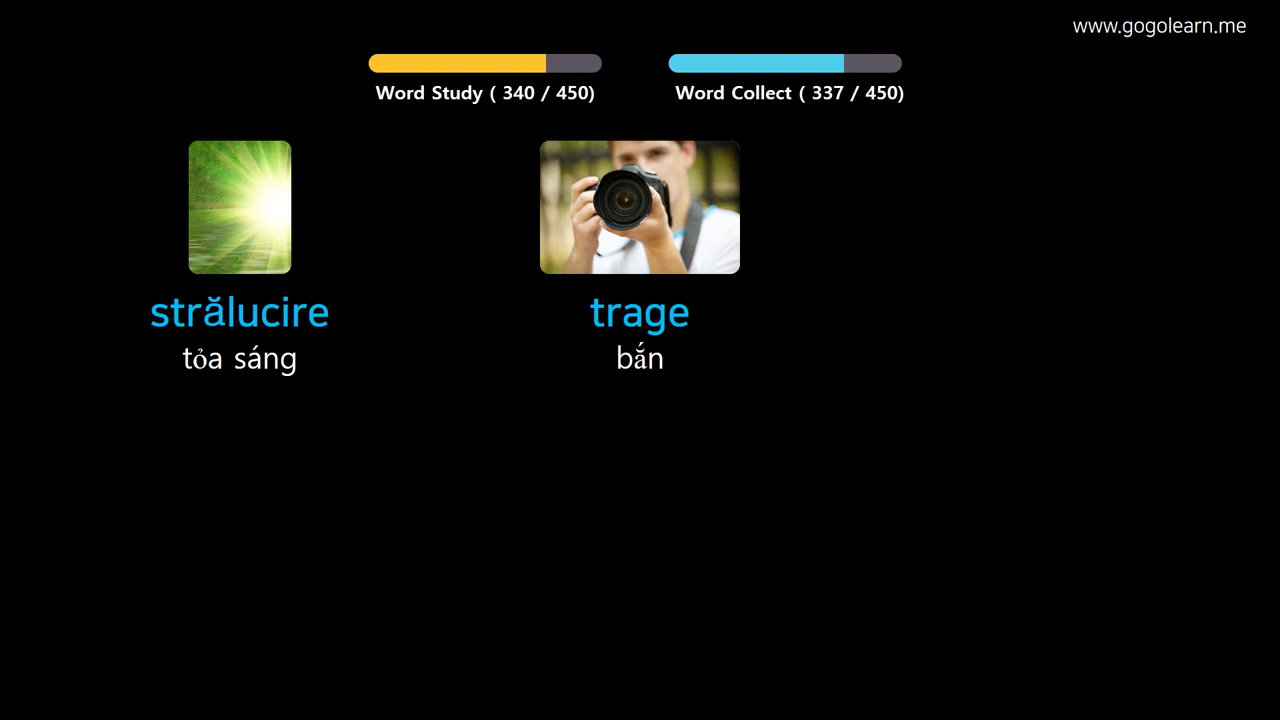 www.gogolearn.me
Word Study ( 340 / 450)
Word Collect ( 337 / 450)
strălucire
tỏa sáng
trage
bắn